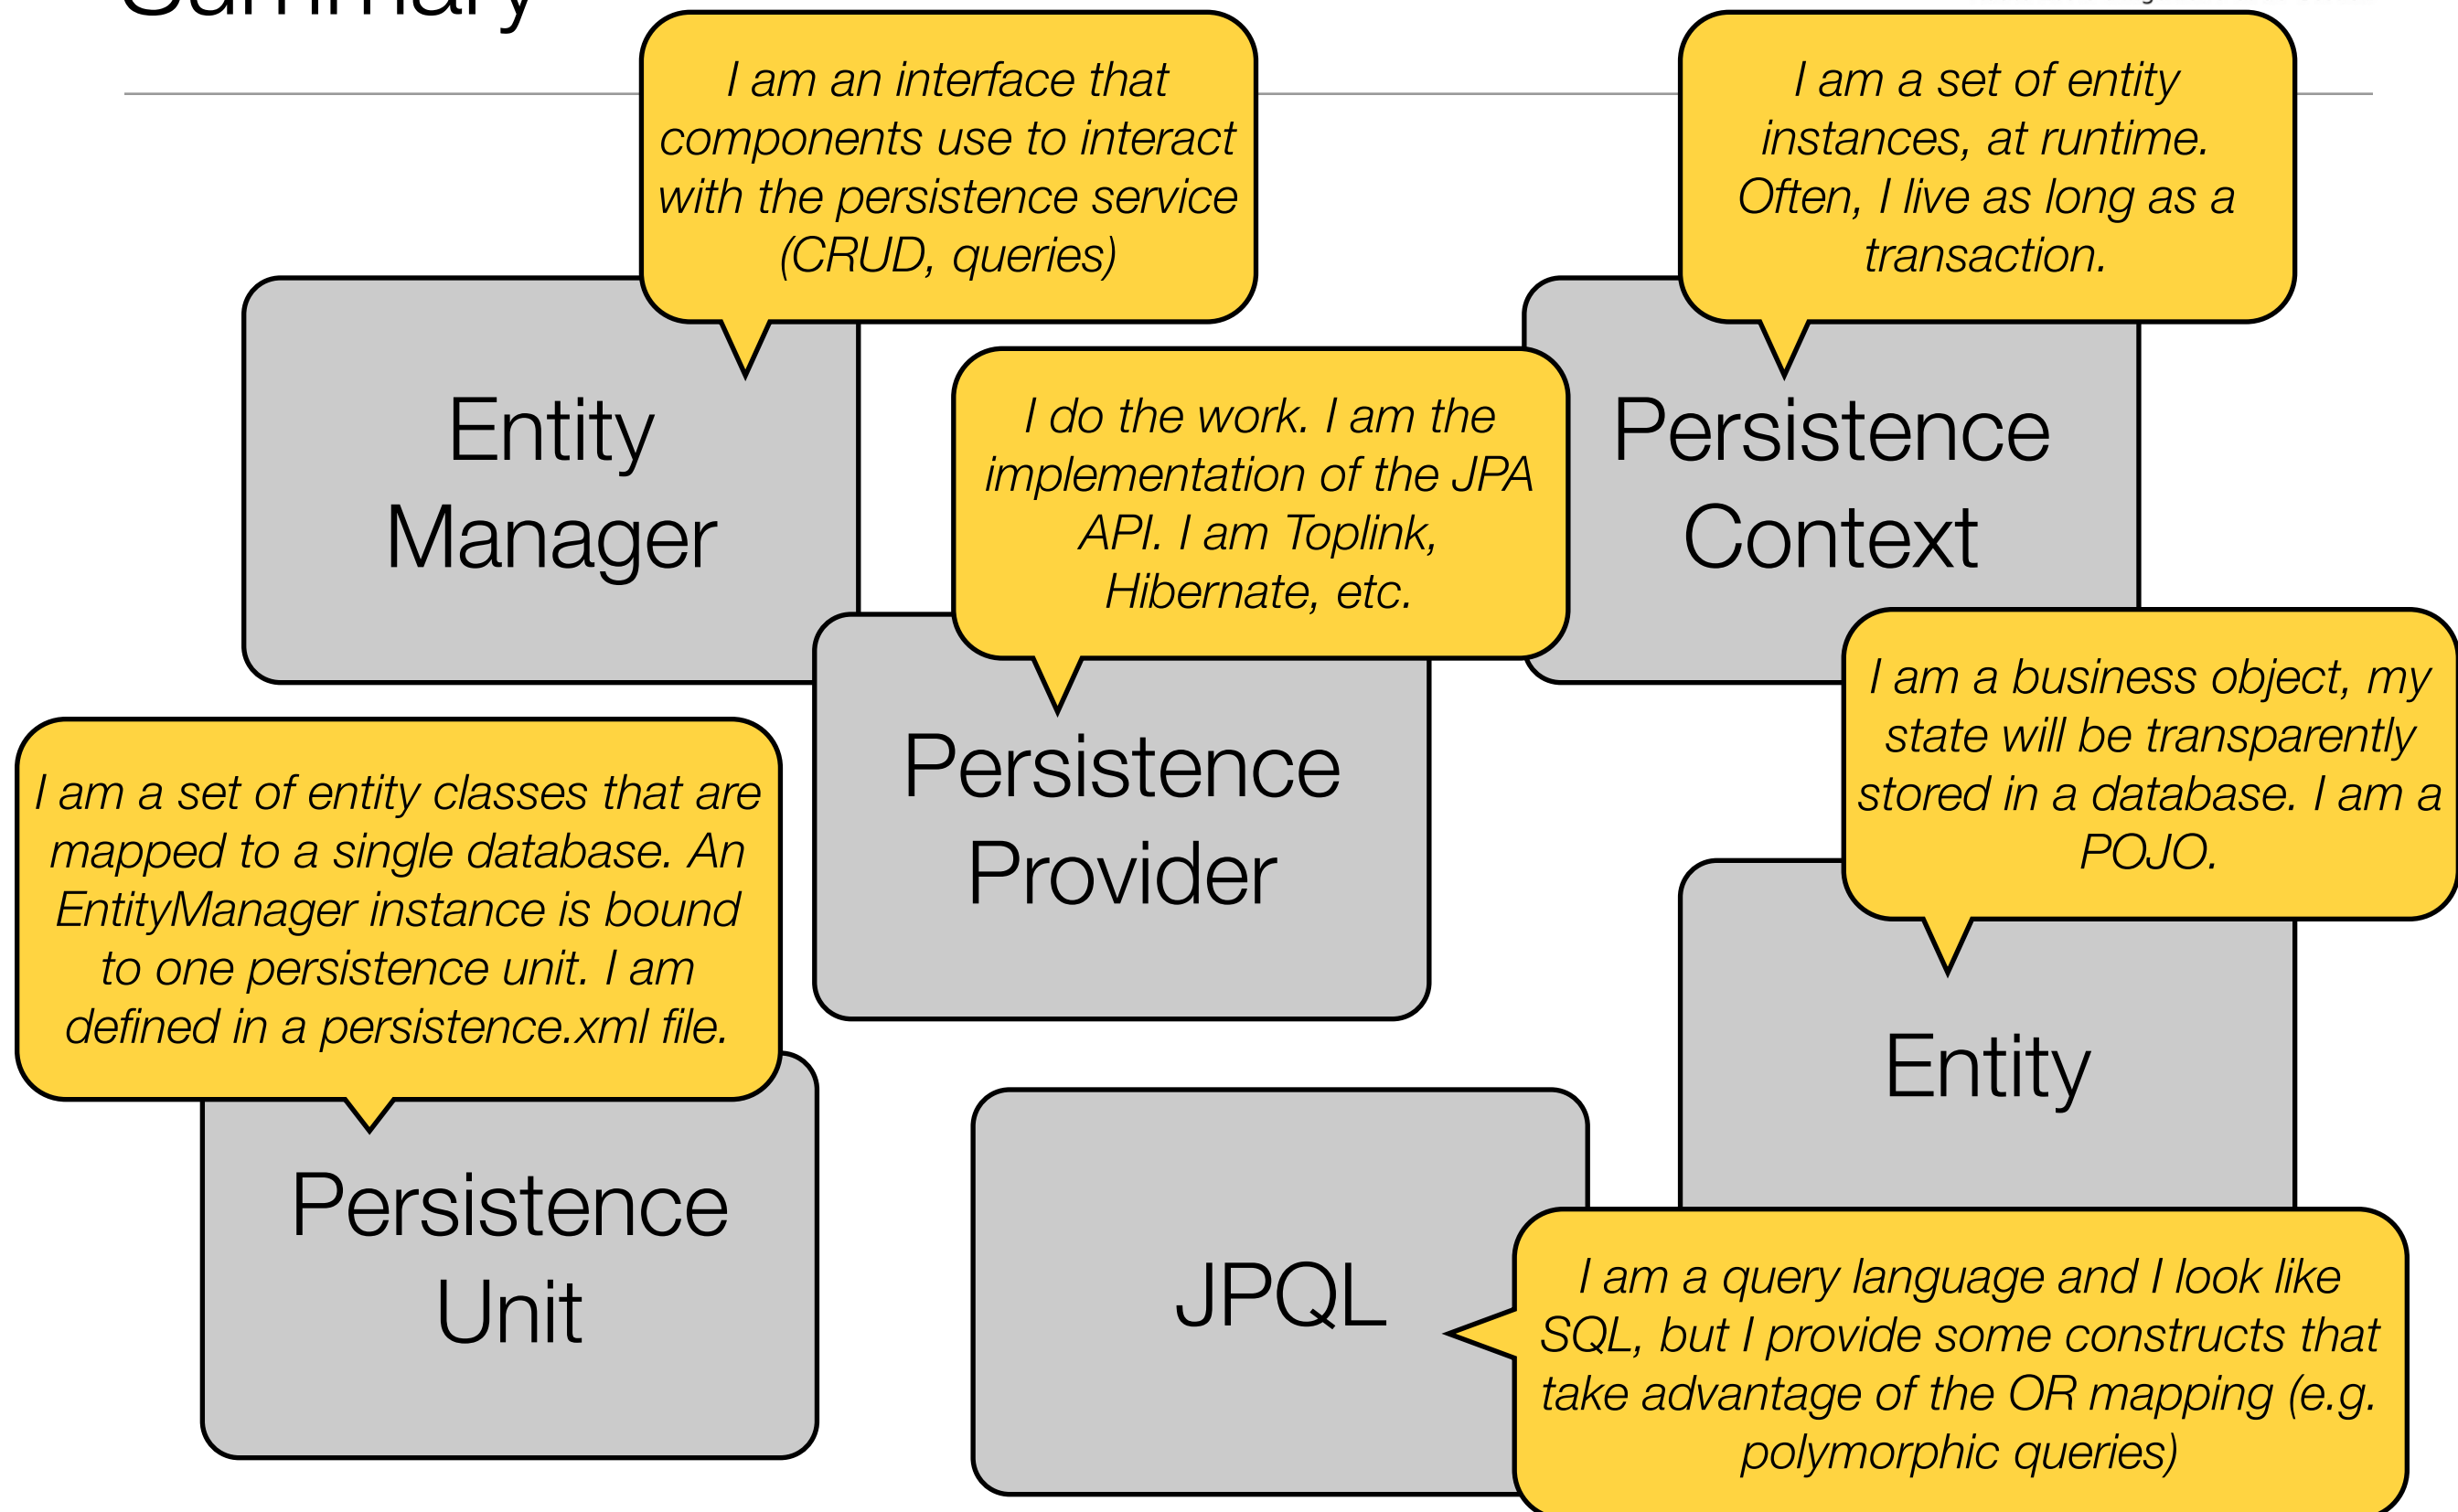 Summary
I am an interface that
components use to interact
with the persistence service
(CRUD, queries)
I am a set of entity
instances, at runtime.
Often, I live as long as a
transaction.
Entity
Manager
I do the work. I am the
implementation of the JPA
API. I am Toplink,
Hibernate, etc.
Persistence
Context
Persistence
Provider
I am a business object, my
state will be transparently
stored in a database. I am a
POJO.
I am a set of entity classes that are
mapped to a single database. An
EntityManager instance is bound
to one persistence unit. I am
defined in a persistence.xml file.
Entity
Persistence
Unit
JPQL
I am a query language and I look like
SQL, but I provide some constructs that
take advantage of the OR mapping (e.g.
polymorphic queries)